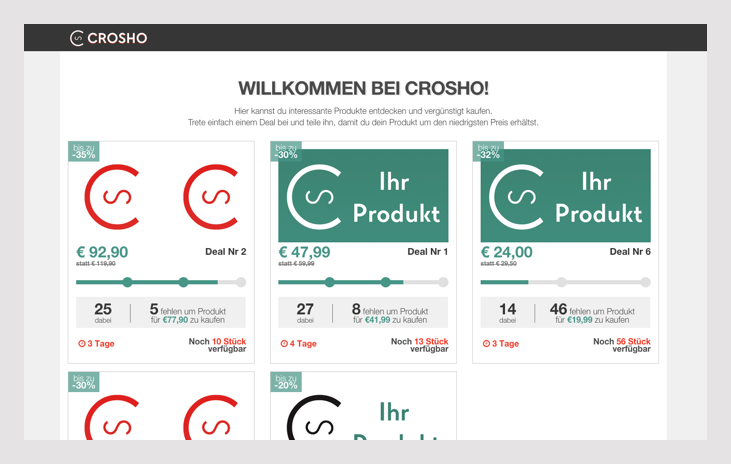 CROSHO
WILLKOMMEN BEI CROSHO!
Hier kannst du interessante Produkte entdecken und vergünstigt kaufen.
Trete einfach einem Deal bei und teile ihn, damit du dein Produkt um den niedrigsten Preis erhältst.
bis zu
-35%
€ 92,90
Deal Nr 2
statt € 119,90
25
dabei
5 fehlen um Produkt
für €77,90 zu kaufen
3 Tage
Noch 10 Stück
verfügbar
bis zu
-30%
Ihr
Produkt
€ 47,99
Deal Nr 1
statt € 59,99
27
dabei
8 fehlen um Produkt
für €41,99 zu kaufen
4 Tage
Noch 13 Stück
verfügbar
bis zu
-32%
Ihr
Produkt
€ 24,00
Deal Nr 6
statt € 29,50
14
dabei
46 fehlen um Produkt
für €19,99 zu kaufen
3 Tage
Noch 56 Stück
verfügbar
bis zu
-30%
bis zu
-20%
Ihr
Produkt